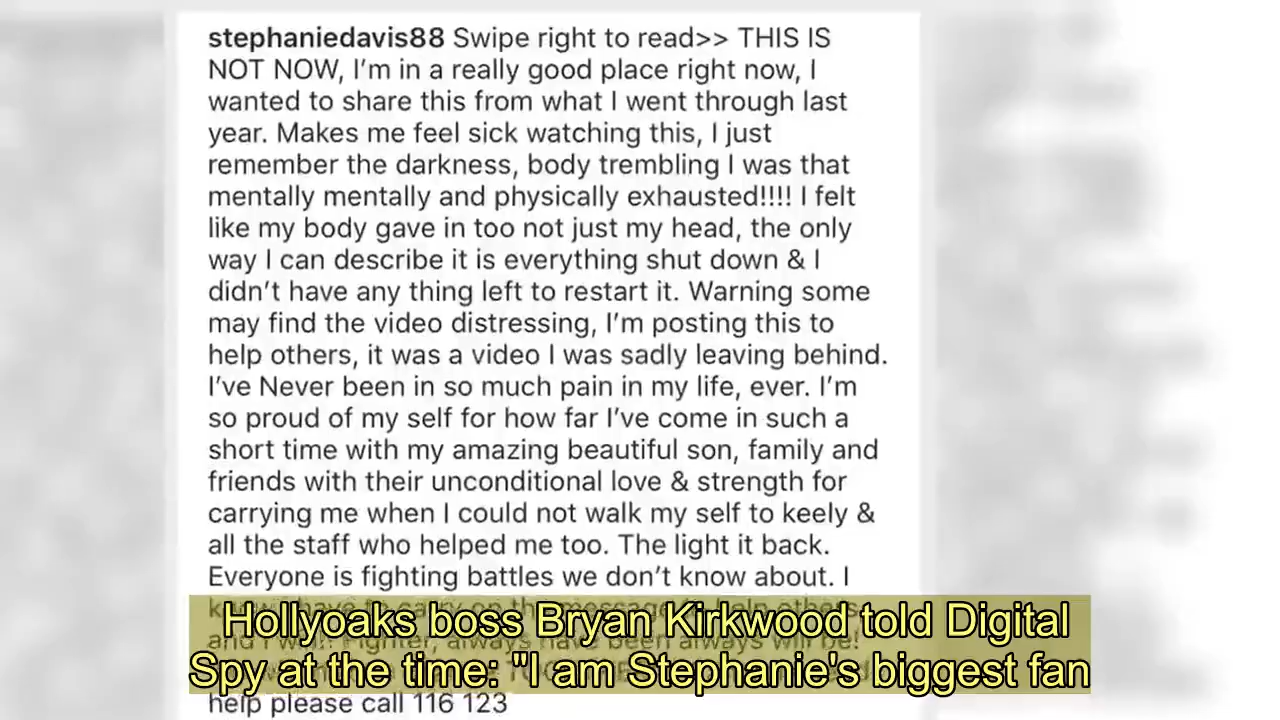 stephaniedavis88 Swipe right to read>> THIS IS
NOT NOW, I'm in a really good place right now, I
wanted to share this from what I went through last
year. Makes me feel sick watching this, I just
remember the darkness, body trembling I was that
mentally mentally and physically exhausted!!!! I felt
like my body gave in too not just my head, the only
way I can describe it is everything shut down & I
didn't have any thing left to restart it. Warning some
may find the video distressing, I'm posting this to
help others, it was a video I was sadly leaving behind.
I've Never been in so much pain in my life, ever. I'm
so proud of my self for how far I've come in such a
short time with my amazing beautiful son, family and
friends with their unconditional love & strength for
carrying me when I could not walk my self to keely &
all the staff who helped me too. The light it back.
Everyone is fighting battles we don't know about. I
Hollyoaks boss Bryan Kirkwood told Digital
and I will! Fighter, always have been always will be!
Spy at the time: "I am Stephanie's biggest fan
help please call 116 123